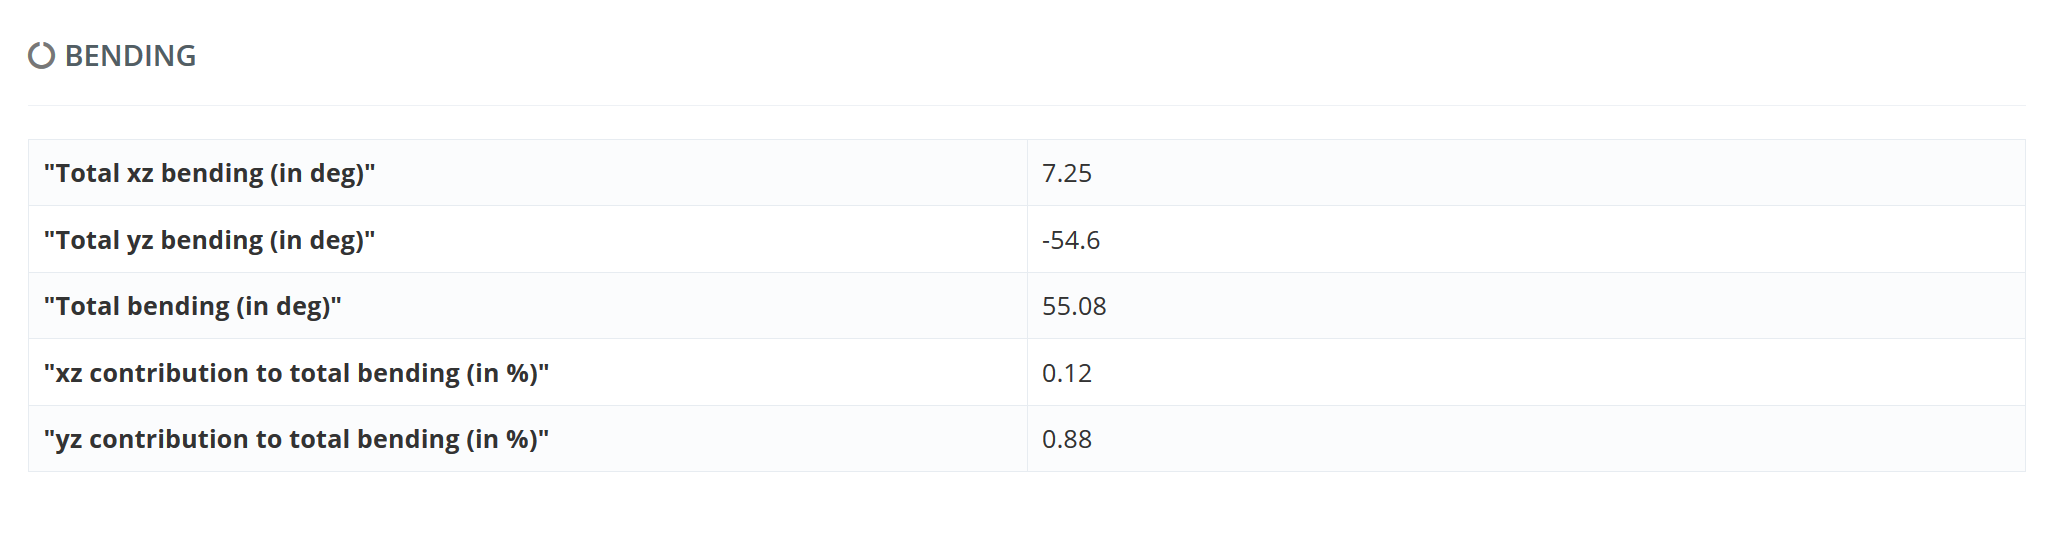 BENDING
"Total xz bending (in deg)" 7.25
"Total yz bending (in deg)" -54.6
"Total bending (in deg)" 55.08
"xz contribution to total bending (in %)" 0.12
"yz contribution to total bending (in %)" 0.88